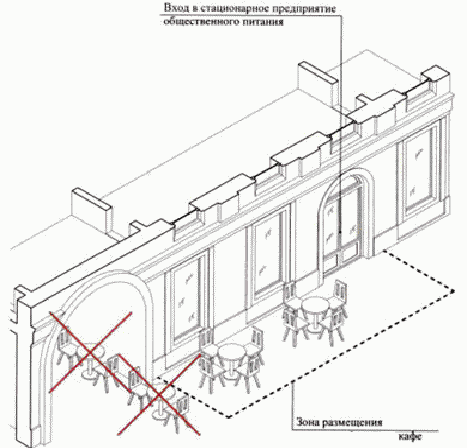 Вход в стационарное предприятие
общественного питания
Зона размещения
кафе